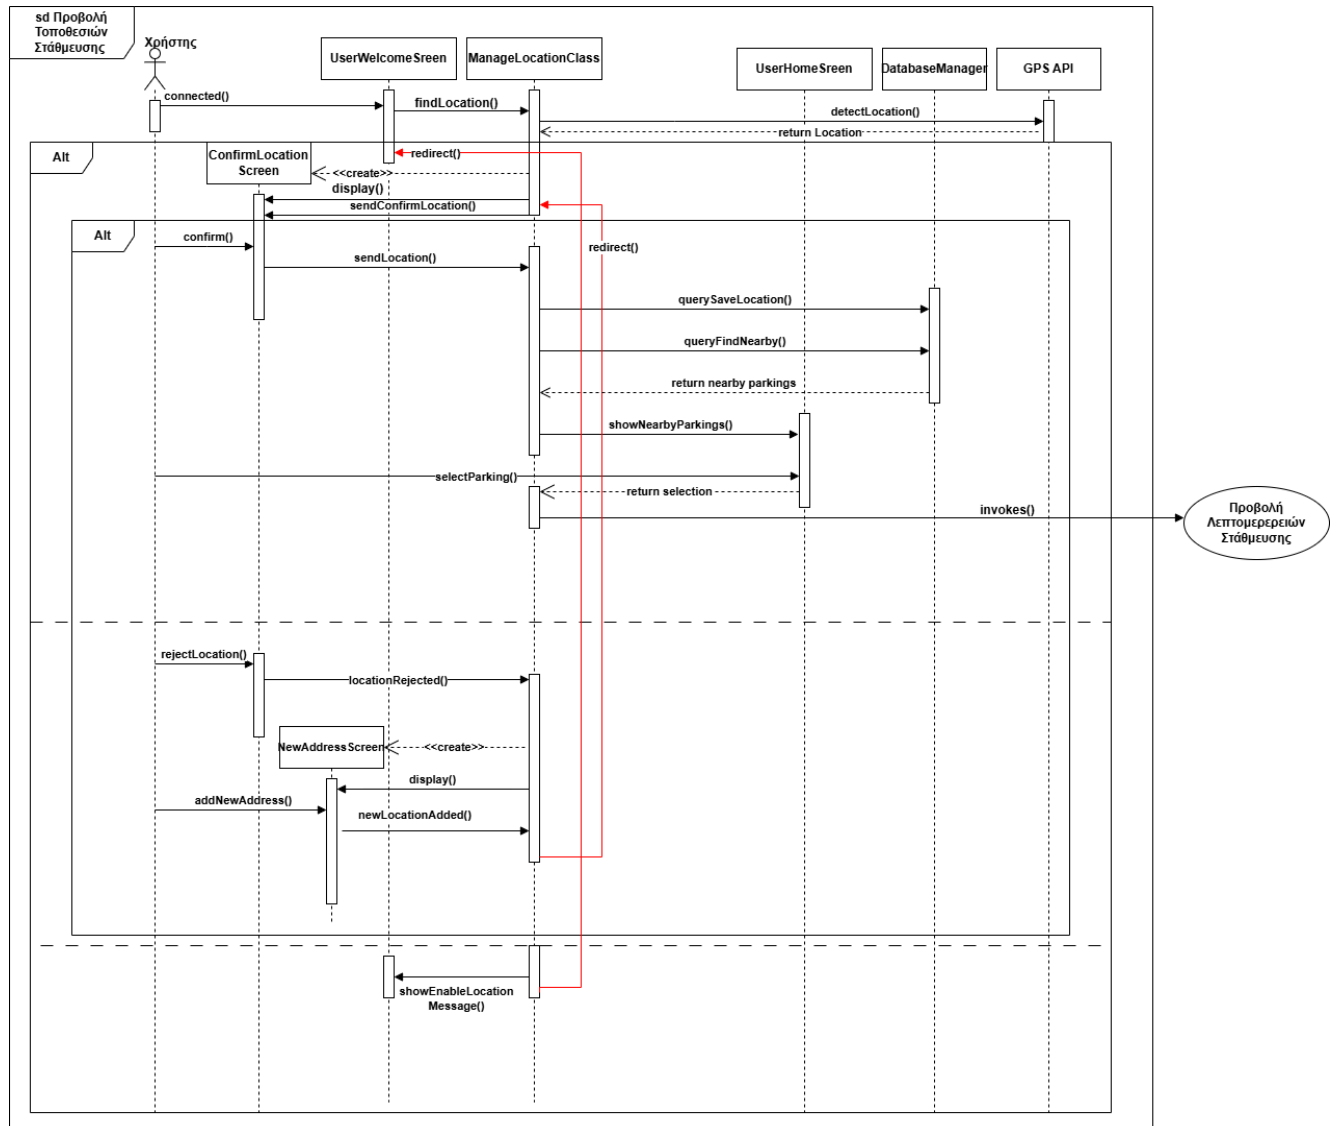 sd Προβολή
Τοποθεσιών
Στάθμευσης
Χρήστης
UserWelcomeSreen
ManageLocationClass
UserHomeSreen
DatabaseManager
GPS API
connected()
findLocation()
detectLocation()
return Location
Alt
ConfirmLocation
Screen
redirect()
<<create>>
display()
sendConfirmLocation()
Alt
confirm()
redirect()
sendLocation()
querySaveLocation()
queryFindNearby()
return nearby parkings
showNearbyParkings()
selectParking()
return selection
invokes()
Προβολή
Λεπτομερερειών
Στάθμευσης
rejectLocation()
locationRejected()
NewAddressScreen
<<create>>
display()
addNewAddress()
newLocationAdded()
showEnableLocation
Message()